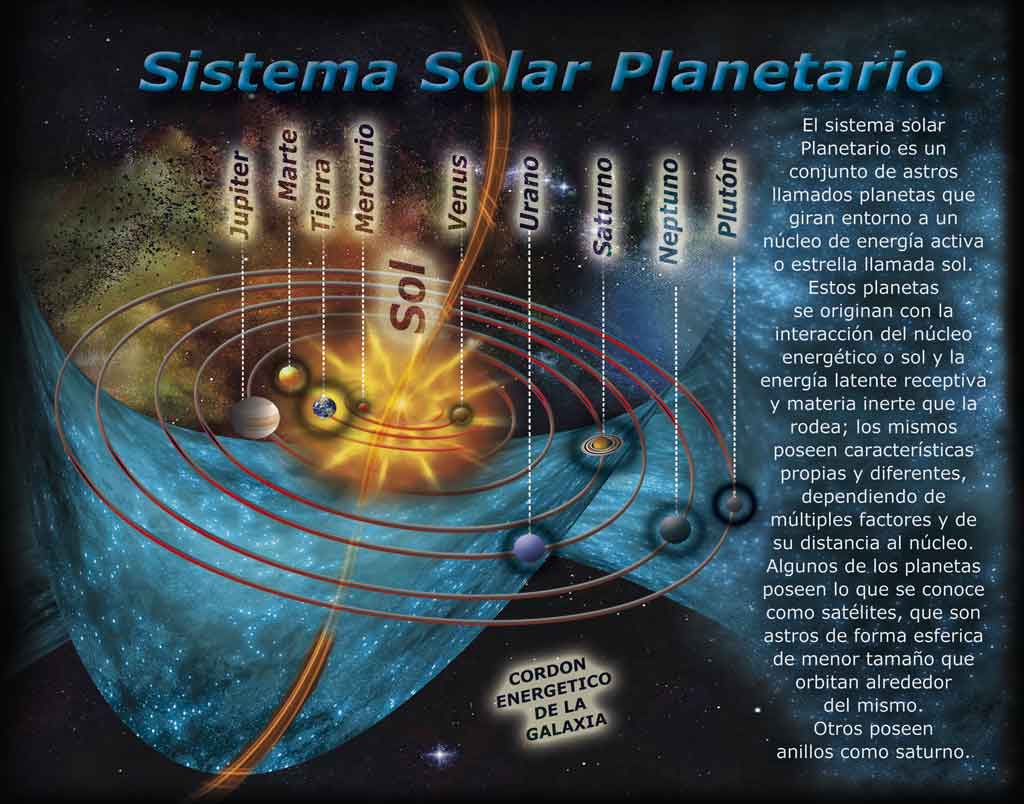 Sistema Solar Planetario
Jupiter
Marte
Tierra
Mercurio
Sol
Venus
Urano
Saturno
Neptuno
Plutón
El sistema solar
Planetario es un
conjunto de astros
llamados planetas que
giran entorno a un
núcleo de energía activa
o estrella llamada sol.
Estos planetas
se originan con la
interacción del núcleo
energético o sol y la
energía latente receptiva
y materia inerte que la
rodea; los mismos
poseen características
propias y diferentes,
dependiendo de
múltiples factores y de
su distancia al núcleo.
Algunos de los planetas
poseen lo que se conoce
como satélites, que son
astros de forma esferica
de menor tamaño que
orbitan alrededor
del mismo.
Otros poseen
anillos como saturno.
CORDON
ENERGETICO
DE LA
GALAXIA